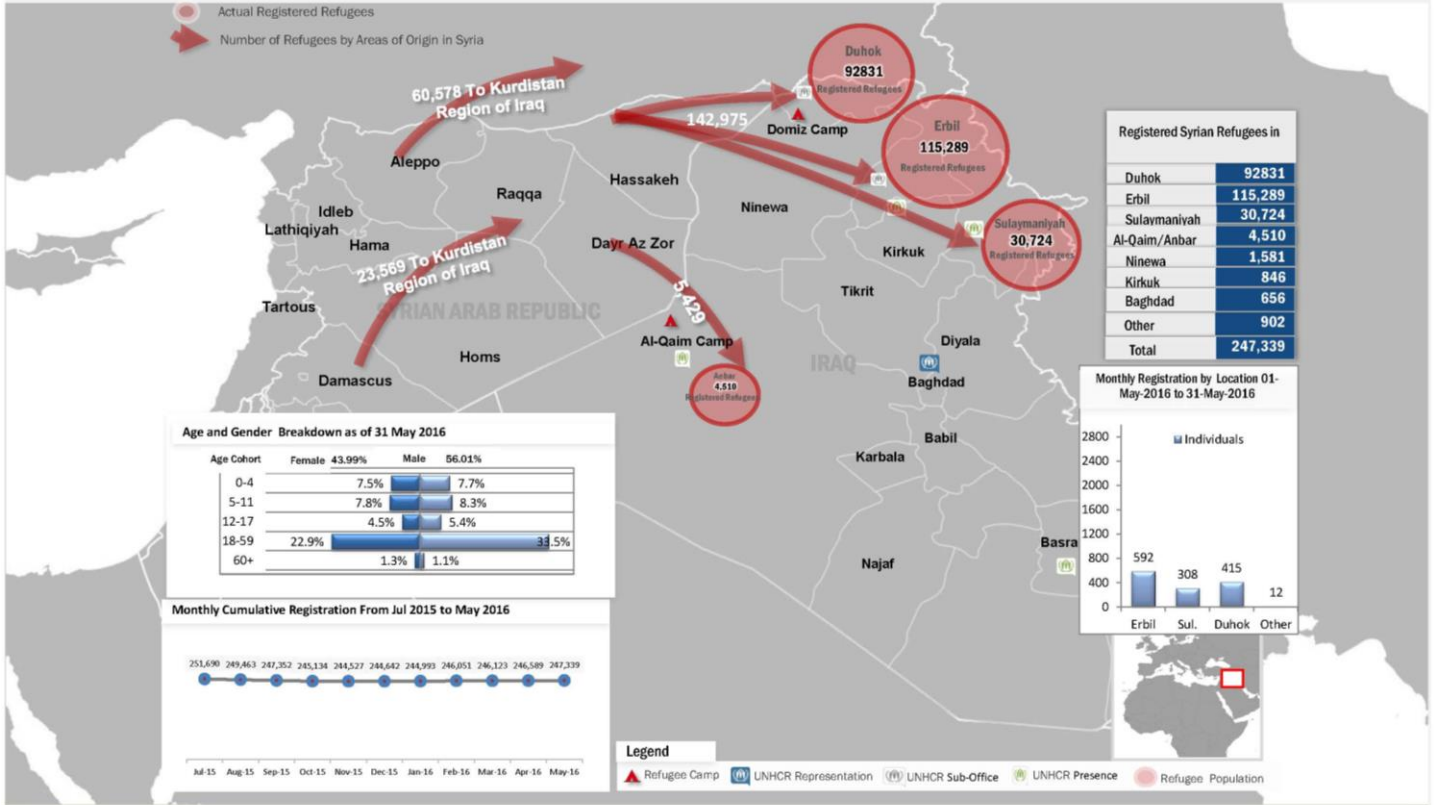 Actual Registered Refugees
Number of Refugees by Areas of Origin in Syria
60,578 To Kurdistan
Region of Iraq
Aleppo
Raqqa
Hassakeh
142,975
Duhok
92831
Registered Refugees
Domiz Camp
Erbil
115,289
Registered Refugees
Ninewa
Idleb
Lathiqiyah
Hama
23,569 To Kurdistan
Region of Iraq
Dayr Az Zor
5,429
Sulaymaniyah
30,724
Registered Refugees
Kirkuk
Tikrit
Tartous
SYRIAN ARAB REPUBLIC
Homs
Damascus
Al-Qaim Camp
Anbar
4,510
Registered Refugees
IRAQ
Diyala
Baghdad
Babil
Karbala
Najaf
Basra
Registered Syrian Refugees in
Duhok 92831
Erbil 115,289
Sulaymaniyah 30,724
Al-Qaim/Anbar 4,510
Ninewa 1,581
Kirkuk 846
Baghdad 656
Other 902
Total 247,339
Monthly Registration by Location 01-
May-2016 to 31-May-2016
Individuals
2800
2400
2000
1600
1200
800
400
0
592
308
415
12
Erbil Sul. Duhok Other
Age and Gender Breakdown as of 31 May 2016
Age Cohort Female 43.99% Male 56.01%
0-4 7.5% 7.7%
5-11 7.8% 8.3%
12-17 4.5% 5.4%
18-59 22.9% 33.5%
60+ 1.3% 1.1%
Monthly Cumulative Registration From Jul 2015 to May 2016
251,690 249,463 247,352 245,134 244,527 244,642 244,993 246,051 246,123 246,589 247,339
Jul-15 Aug-15 Sep-15 Oct-15 Nov-15 Dec-15 Jan-16 Feb-16 Mar-16 Apr-16 May-16
Legend
Refugee Camp UNHCR Representation UNHCR Sub-Office UNHCR Presence Refugee Population